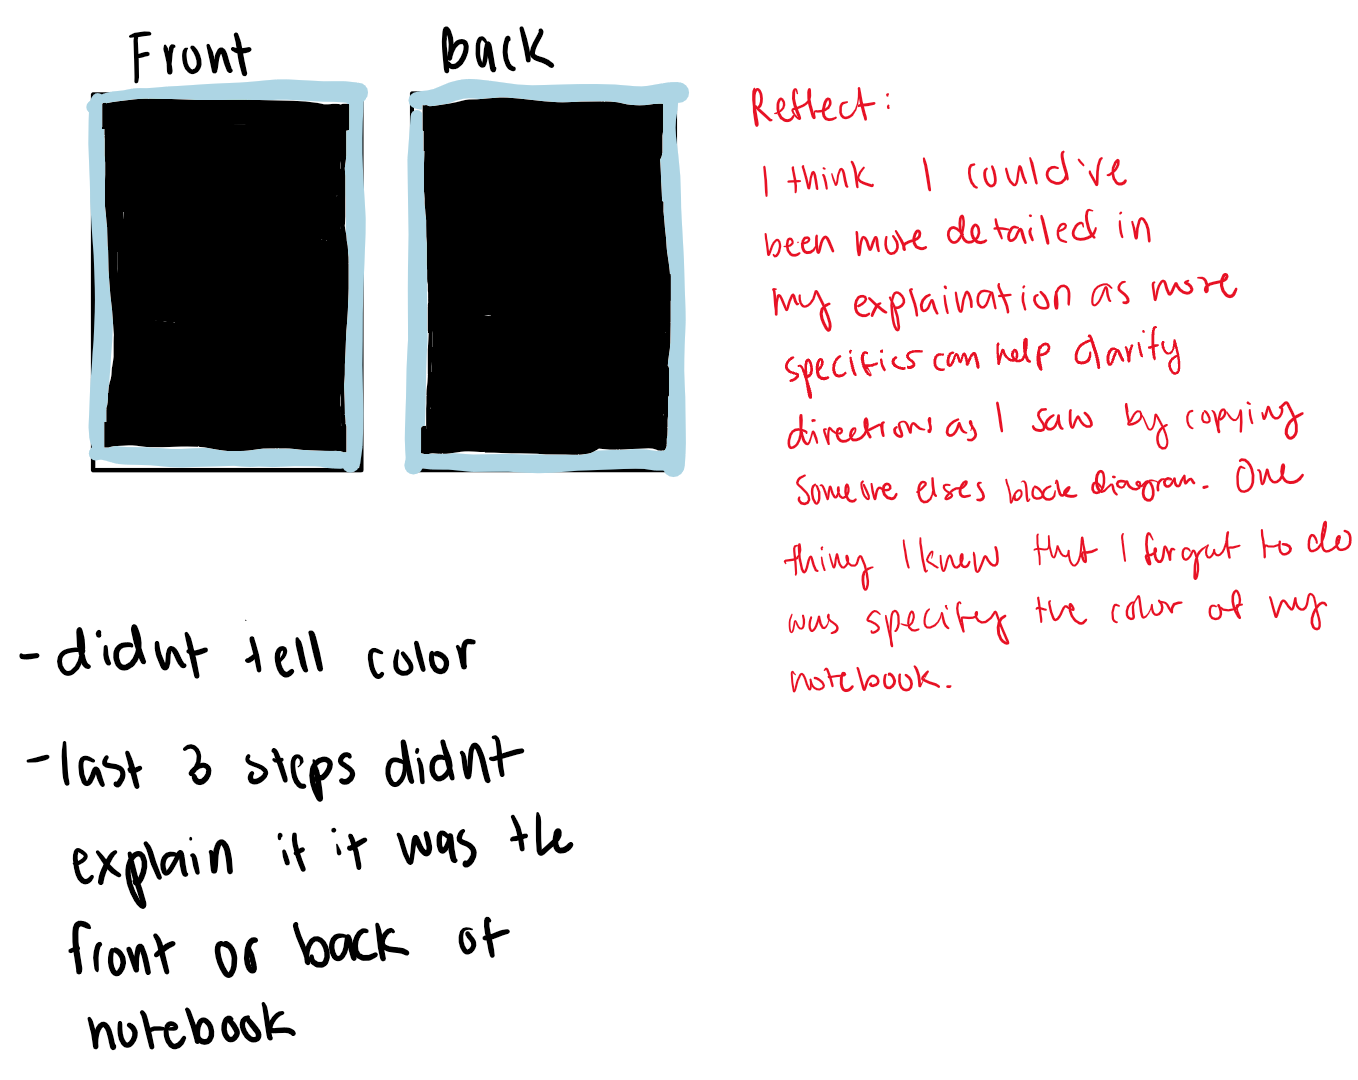 Front
Back
Reflect:
I think I could've
been more detailed in
my explaination as more
specifics can help clarify
directions as I saw by copying
Someone elses block diagram. One
thing I knew that I forgot to do
was specify the color of my
notebook.
- didnt tell color
- last 3 steps didnt
explain if it was the
front or back of
notebook